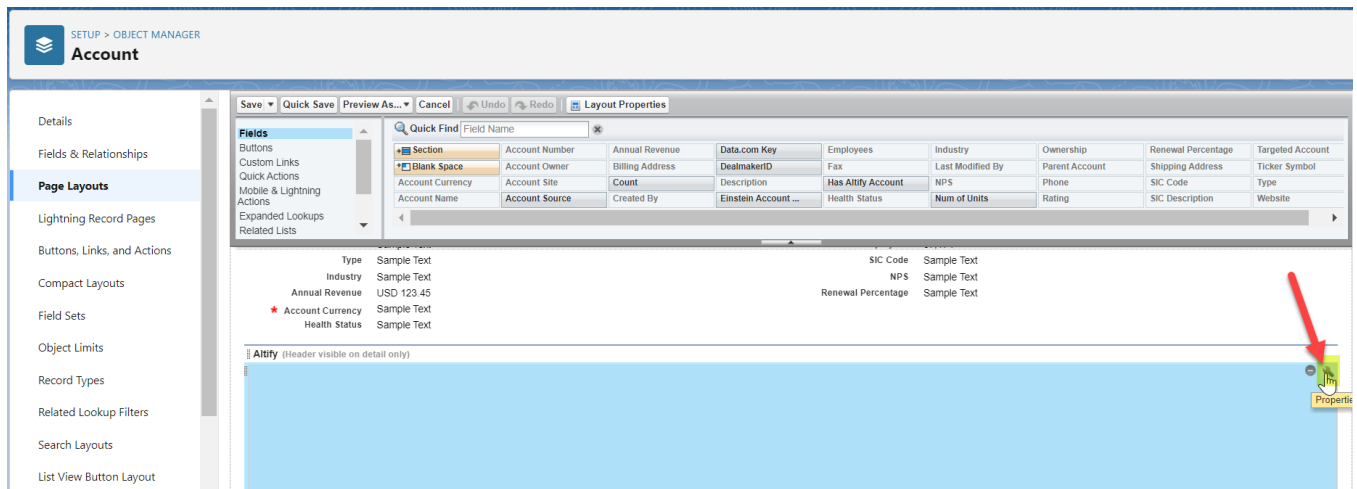 SETUP > OBJECT MANAGER
Account
Details
Fields & Relationships
Page Layouts
Lightning Record Pages
Buttons, Links, and Actions
Compact Layouts
Field Sets
Object Limits
Record Types
Related Lookup Filters
Search Layouts
List View Button Layout
Save Quick Save Preview As... Cancel Undo Redo Layout Properties
Fields
Buttons
Custom Links
Quick Actions
Mobile & Lightning
Actions
Expanded Lookups
Related Lists
Quick Find Field Name
Section Account Number Annual Revenue Data.com Key Employees Industry Ownership Renewal Percentage Targeted Account
Blank Space Account Owner Billing Address DealmakerID Fax Last Modified By Parent Account Shipping Address Ticker Symbol
Account Currency Account Site Count Description Has Altify Account NPS Phone SIC Code Type
Account Name Account Source Created By Einstein Account ... Health Status Num of Units Rating SIC Description Website
Type Sample Text SIC Code Sample Text
Industry Sample Text NPS Sample Text
Annual Revenue USD 123.45 Renewal Percentage Sample Text
* Account Currency Sample Text
Health Status Sample Text
Altify (Header visible on detail only)
Propertie